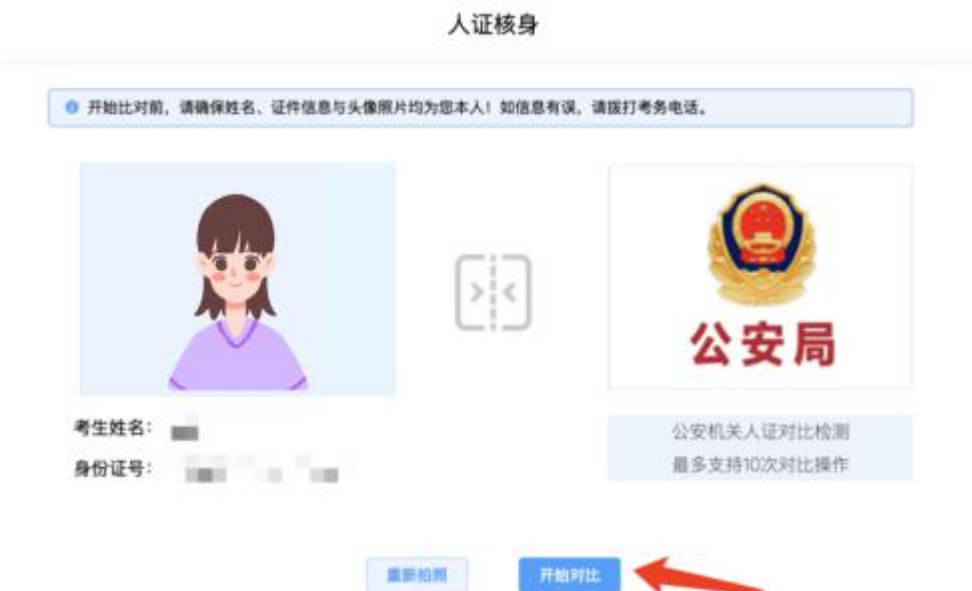 人证核身
开始比对前，请确保姓名、证件信息与头像照片均为您本人！如信息有误，请拨打考务电话。
公安局
考生姓名：
身份证号：
公安机关人证对比检测
最多支持10次对比操作
重新拍照
开始对比